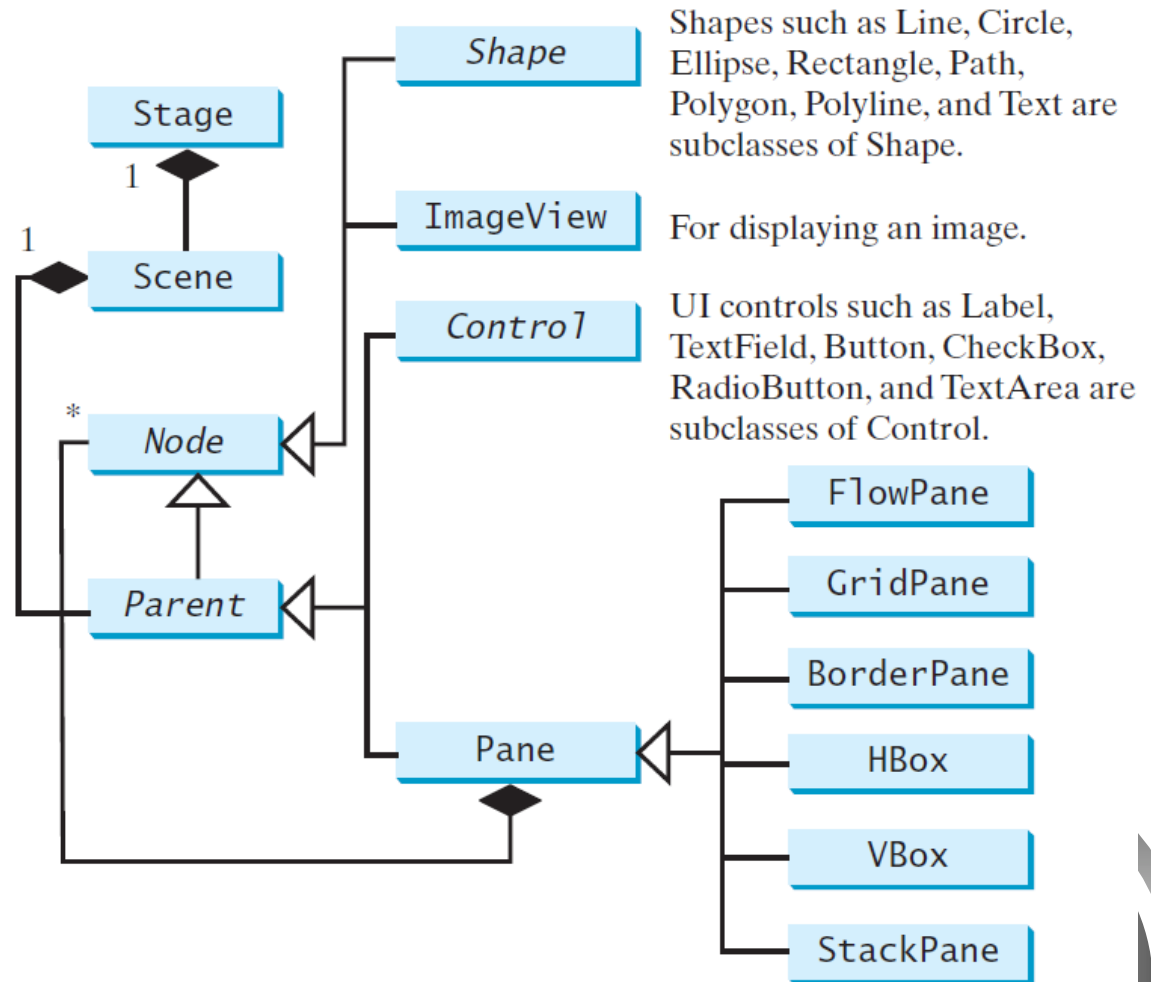 Shape
Shapes such as Line, Circle,
Ellipse, Rectangle, Path,
Polygon, Polyline, and Text are
subclasses of Shape.
Stage
1
ImageView
For displaying an image.
1
Scene
Control
UI controls such as Label,
TextField, Button, CheckBox,
RadioButton, and TextArea are
subclasses of Control.
*
Node
FlowPane
GridPane
Parent
BorderPane
Pane
HBox
VBox
StackPane